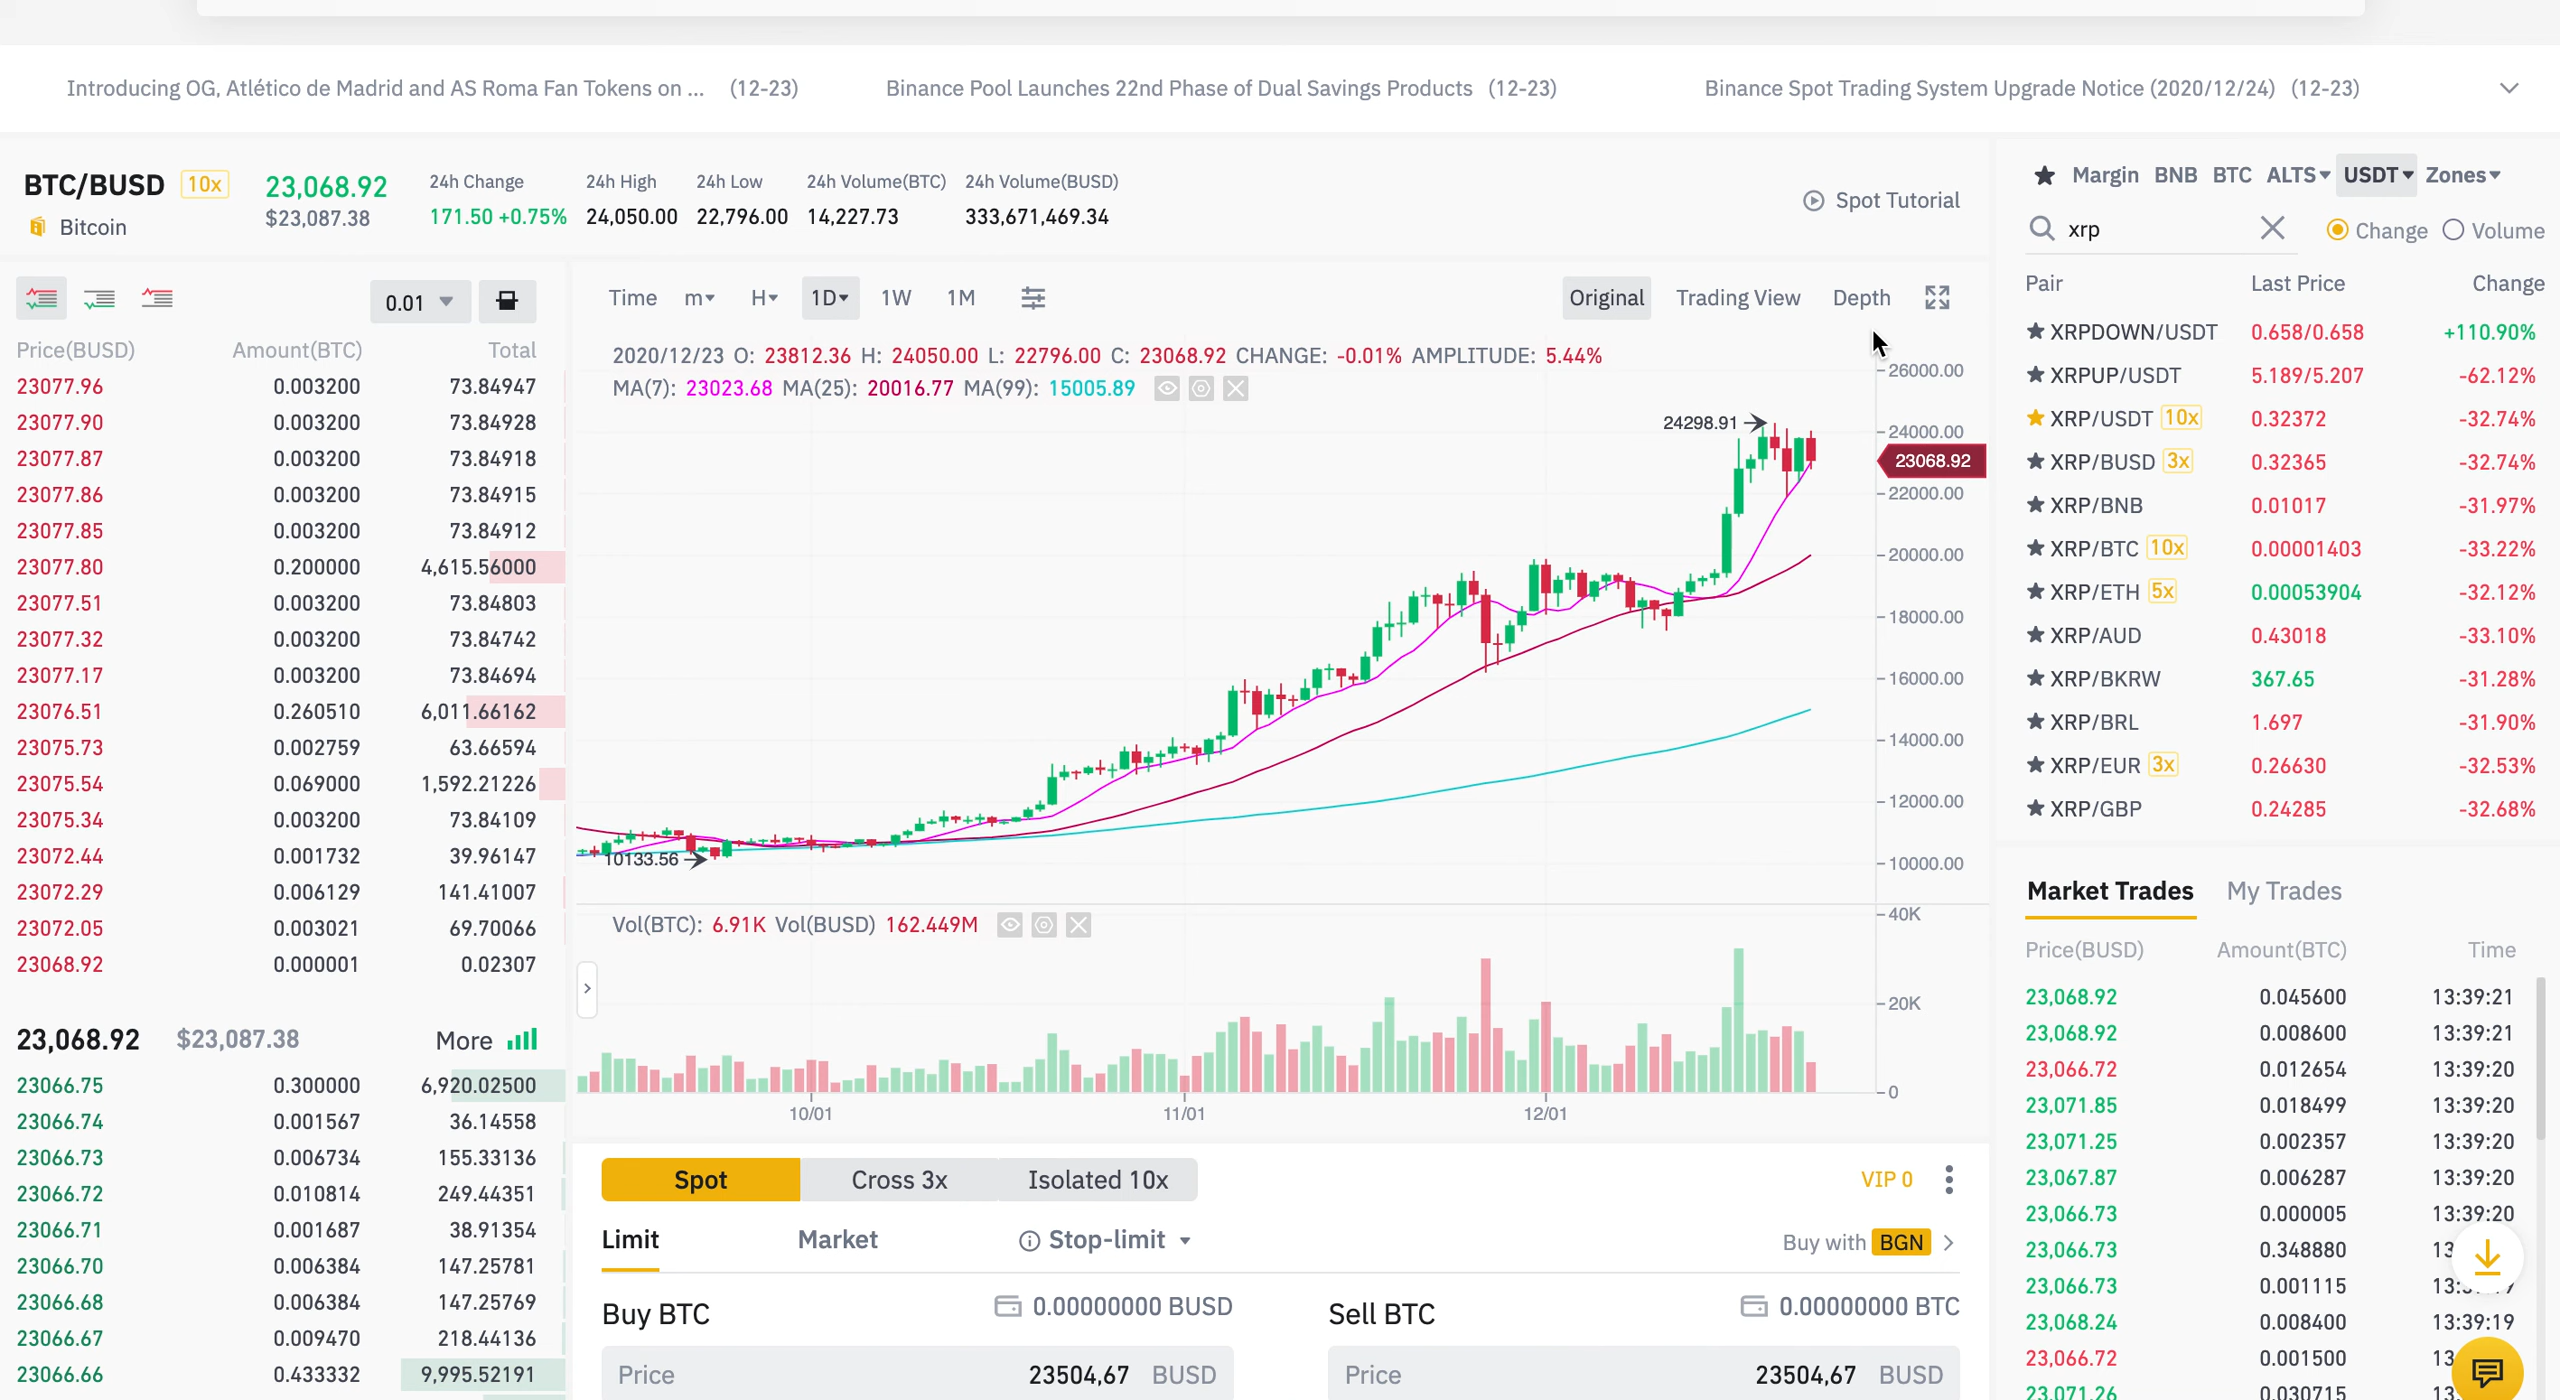 Introducing OG, Atlético de Madrid and AS Roma Fan Tokens on ... (12-23) Binance Pool Launches 22nd Phase of Dual Savings Products (12-23) Binance Spot Trading System Upgrade Notice (2020/12/24) (12-23)
BTC/BUSD 10x
Bitcoin
23,068.92
$23,087.38
24h Change
171.50 +0.75%
24h High
24,050.00
24h Low
22,796.00
24h Volume(BTC)
14,227.73
24h Volume(BUSD)
333,671,469.34
Spot Tutorial
0.01
Price(BUSD) Amount(BTC) Total
23077.96 0.003200 73.84947
23077.90 0.003200 73.84928
23077.87 0.003200 73.84918
23077.86 0.003200 73.84915
23077.85 0.003200 73.84912
23077.80 0.200000 4,615.56000
23077.51 0.003200 73.84803
23077.32 0.003200 73.84742
23077.17 0.003200 73.84694
23076.51 0.260510 6,011.66162
23075.73 0.002759 63.66594
23075.54 0.069000 1,592.21226
23075.34 0.003200 73.84109
23072.44 0.001732 39.96147
23072.29 0.006129 141.41007
23072.05 0.003021 69.70066
23068.92 0.000001 0.02307
23,068.92 $23,087.38 More
23066.75 0.300000 6,920.02500
23066.74 0.001567 36.14558
23066.73 0.006734 155.33136
23066.72 0.010814 249.44351
23066.71 0.001687 38.91354
23066.70 0.006384 147.25781
23066.68 0.006384 147.25769
23066.67 0.009470 218.44136
23066.66 0.433332 9,995.52191
Time m H 1D 1W 1M Original Trading View Depth
2020/12/23 O: 23812.36 H: 24050.00 L: 22796.00 C: 23068.92 CHANGE: -0.01% AMPLITUDE: 5.44%
MA(7): 23023.68 MA(25): 20016.77 MA(99): 15005.89
26000.00
24298.91
24000.00
23068.92
22000.00
20000.00
18000.00
16000.00
14000.00
12000.00
10133.56
10000.00
Vol(BTC): 6.91K Vol(BUSD) 162.449M
40K
20K
0
10/01 11/01 12/01
Spot Cross 3x Isolated 10x VIP 0
Limit Market Stop-limit Buy with BGN
Buy BTC 0.00000000 BUSD
Price 23504,67 BUSD
Sell BTC 0.00000000 BTC
Price 23504,67 BUSD
Margin BNB BTC ALTS USDT Zones
xrp Change Volume
Pair Last Price Change
XRPDOWN/USDT 0.658/0.658 +110.90%
XRPUP/USDT 5.189/5.207 -62.12%
XRP/USDT 10x 0.32372 -32.74%
XRP/BUSD 3x 0.32365 -32.74%
XRP/BNB 0.01017 -31.97%
XRP/BTC 10x 0.00001403 -33.22%
XRP/ETH 5x 0.00053904 -32.12%
XRP/AUD 0.43018 -33.10%
XRP/BKRW 367.65 -31.28%
XRP/BRL 1.697 -31.90%
XRP/EUR 3x 0.26630 -32.53%
XRP/GBP 0.24285 -32.68%
Market Trades My Trades
Price(BUSD) Amount(BTC) Time
23,068.92 0.045600 13:39:21
23,068.92 0.008600 13:39:21
23,066.72 0.012654 13:39:20
23,071.85 0.018499 13:39:20
23,071.25 0.002357 13:39:20
23,067.87 0.006287 13:39:20
23,066.73 0.000005 13:39:20
23,066.73 0.348880
23,066.73 0.001115
23,068.24 0.008400 13:39:19
23,066.72 0.001500
23,071.26 0.030715